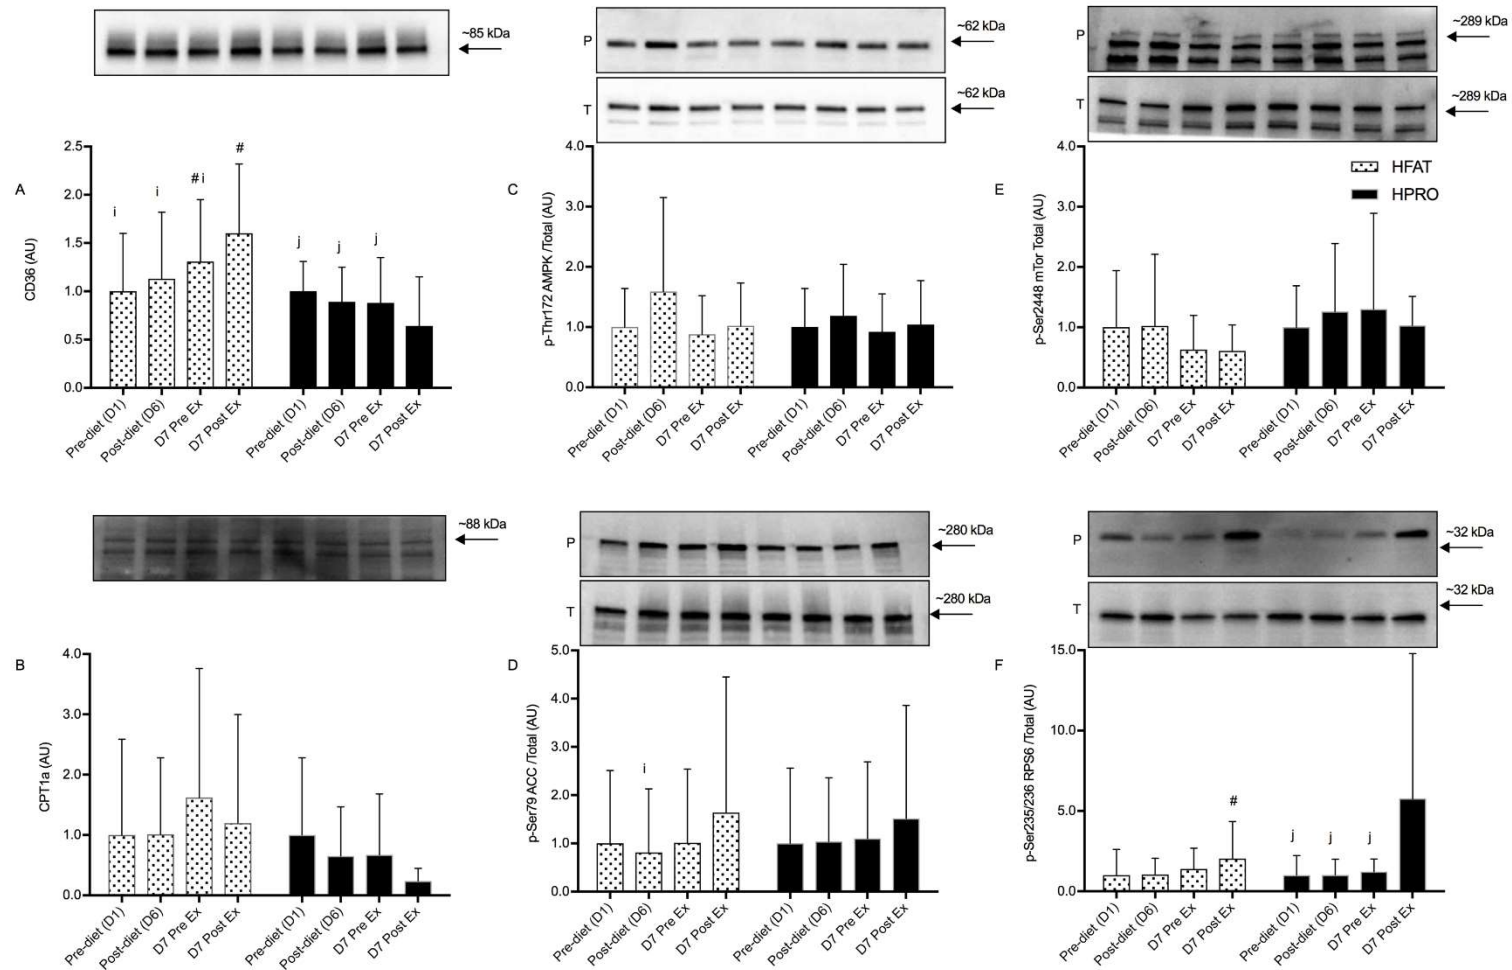 ~85 kDa
A
CD36 (AU)
2.5
2.0
1.5
1.0
0.5
0.0
i
i
# i
#
j
j
j
Pre-diet (D1)
Post-diet (D6)
D7 Pre Ex
D7 Post Ex
Pre-diet (D1)
Post-diet (D6)
D7 Pre Ex
D7 Post Ex
P
~62 kDa
T
~62 kDa
C
p-Thr172 AMPK /Total (AU)
4.0
3.0
2.0
1.0
0.0
Pre-diet (D1)
Post-diet (D6)
D7 Pre Ex
D7 Post Ex
Pre-diet (D1)
Post-diet (D6)
D7 Pre Ex
D7 Post Ex
P
~289 kDa
T
~289 kDa
E
p-Ser2448 mTor Total (AU)
4.0
3.0
2.0
1.0
0.0
HFAT
HPRO
Pre-diet (D1)
Post-diet (D6)
D7 Pre Ex
D7 Post Ex
Pre-diet (D1)
Post-diet (D6)
D7 Pre Ex
D7 Post Ex
~88 kDa
B
CPT1a (AU)
4.0
3.0
2.0
1.0
0.0
Pre-diet (D1)
Post-diet (D6)
D7 Pre Ex
D7 Post Ex
Pre-diet (D1)
Post-diet (D6)
D7 Pre Ex
D7 Post Ex
P
~280 kDa
T
~280 kDa
D
p-Ser79 ACC /Total (AU)
5.0
4.0
3.0
2.0
1.0
0.0
i
Pre-diet (D1)
Post-diet (D6)
D7 Pre Ex
D7 Post Ex
Pre-diet (D1)
Post-diet (D6)
D7 Pre Ex
D7 Post Ex
P
~32 kDa
T
~32 kDa
F
p-Ser235/236 RPS6 /Total (AU)
15.0
10.0
5.0
0.0
#
j
j
j
Pre-diet (D1)
Post-diet (D6)
D7 Pre Ex
D7 Post Ex
Pre-diet (D1)
Post-diet (D6)
D7 Pre Ex
D7 Post Ex